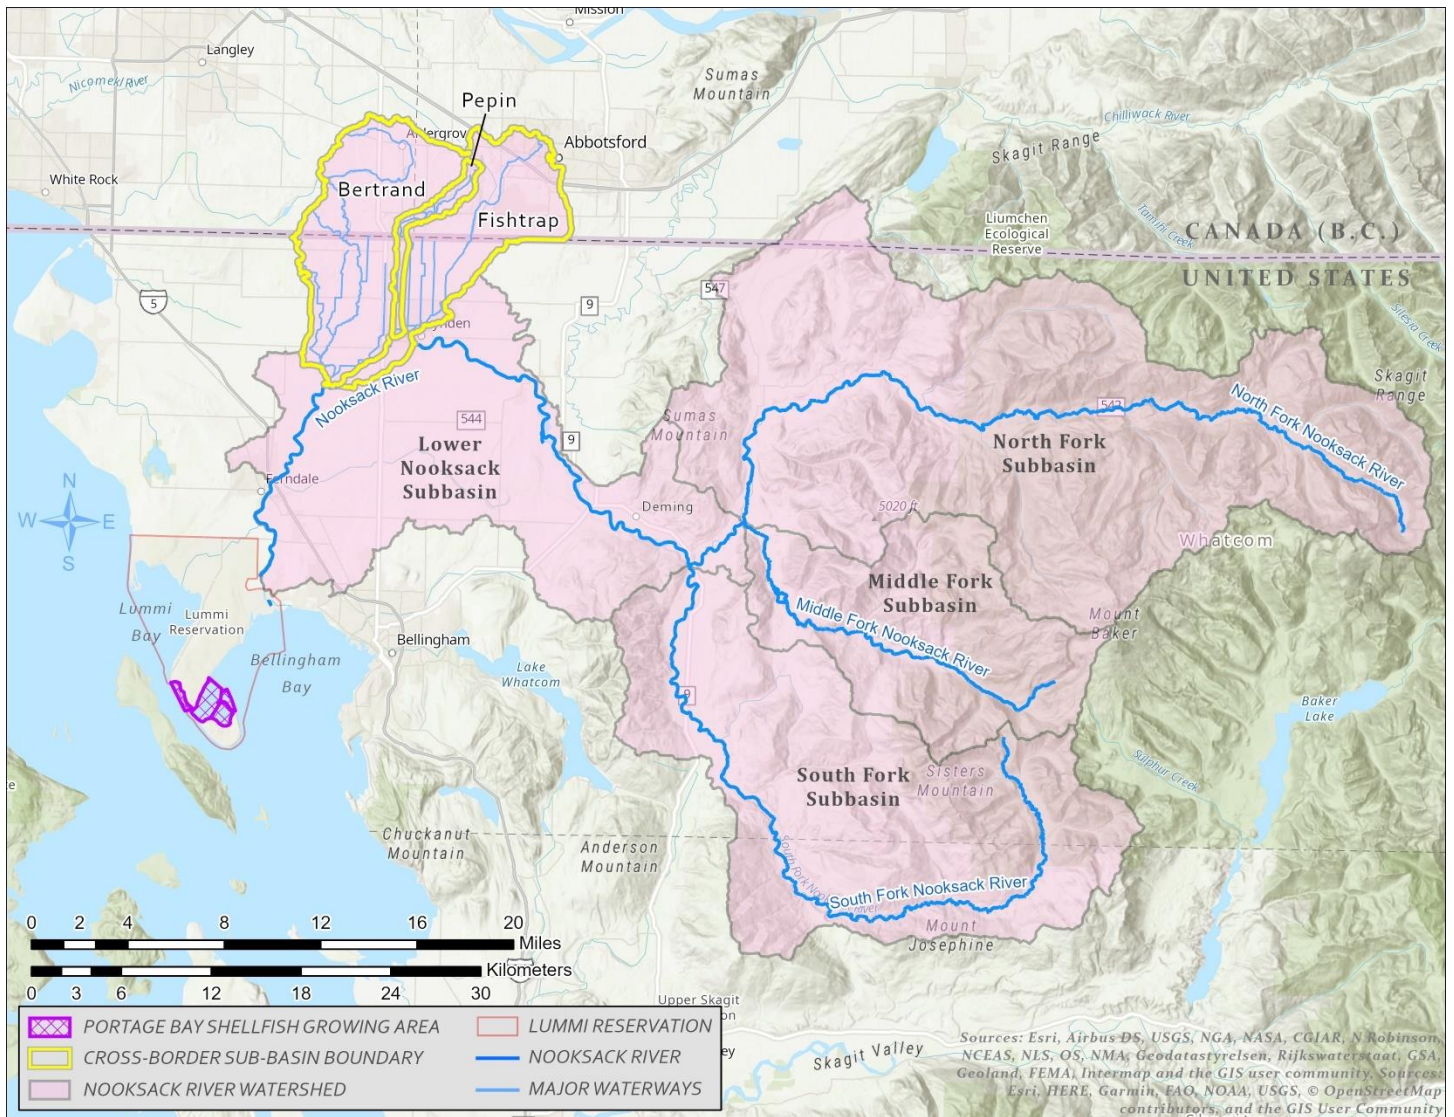 Mission
Langley
Nicomekl River
Sumas
Mountain
Pepin
Abbotsford
Chilliwack River
Skagit Range
White Rock
Bertrand
Fishtrap
Liumchen
Ecological
Reserve
Tamihi Creek
CANADA (B.C.)
UNITED STATES
5
9
547
Silesia Creek
Nooksack River
544
Lower
Nooksack
Subbasin
9
Sumas
Mountain
542
Skagit
Range
North Fork
Subbasin
North Fork Nooksack River
Ferndale
N
W E
S
Deming
5020 ft
Whatcom
Middle Fork
Subbasin
Middle Fork Nooksack River
Mount
Baker
Lummi
Bay
Lummi
Reservation
Bellingham
Bellingham
Bay
Lake
Whatcom
9
Baker
Lake
Sulphur Creek
South Fork
Subbasin
Sisters
Mountain
Chuckanut
Mountain
Anderson
Mountain
South Fork Nooksack River
Mount
Josephine
0 2 4 8 12 16 20
Miles
Kilometers
0 3 6 12 18 24 30
Upper Skagit
Skagit Valley
PORTAGE BAY SHELLFISH GROWING AREA
CROSS-BORDER SUB-BASIN BOUNDARY
NOOKSACK RIVER WATERSHED
LUMMI RESERVATION
NOOKSACK RIVER
MAJOR WATERWAYS
Sources: Esri, Airbus DS, USGS, NGA, NASA, CGIAR, N Robinson,
NCEAS, NLS, OS, NMA, Geodatastyrelsen, Rijkswaterstaat, GSA,
Geoland, FEMA, Intermap and the GIS user community, Sources:
Esri, HERE, Garmin, FAO, NOAA, USGS, © OpenStreetMap
contributors, and the GIS User Community